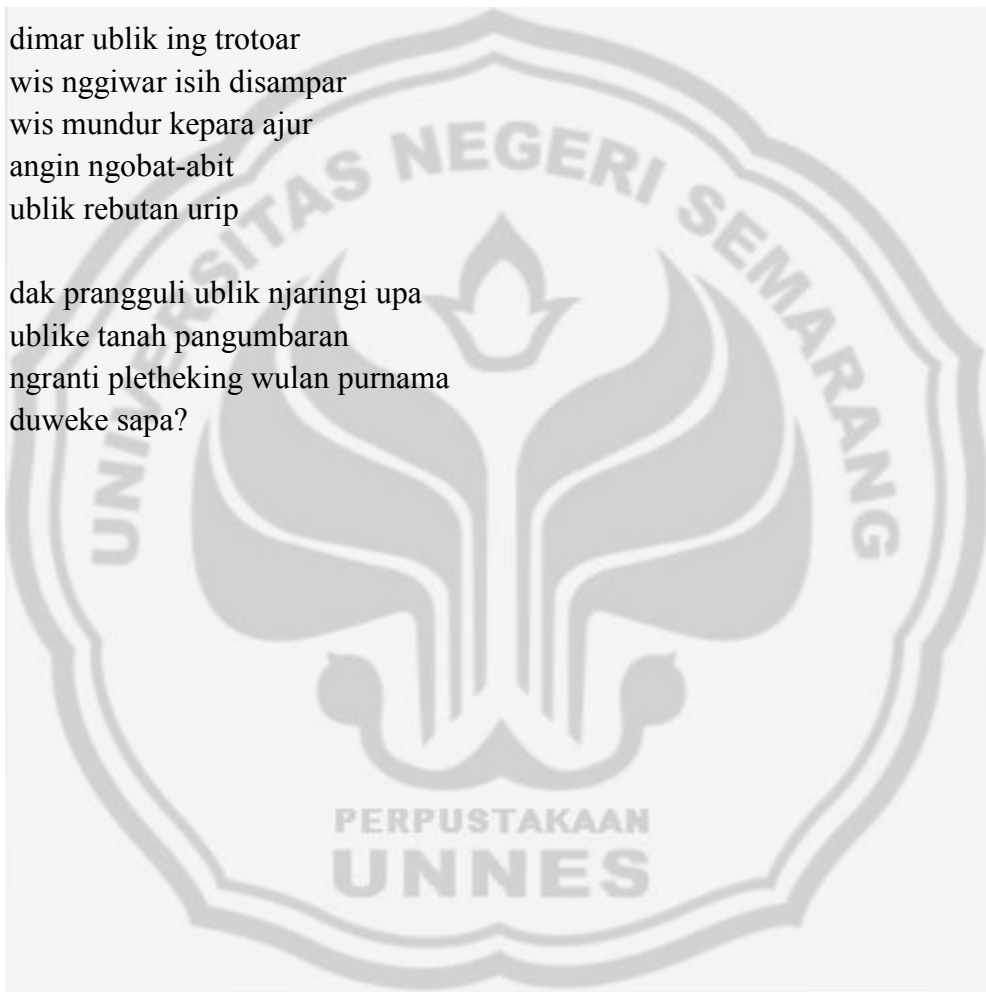 dimar ublik ing trotoar
wis nggiwar isih disampar
wis mundur kepara ajur
angin ngobat-abit
ublik rebutan urip
dak prangguli ublik njaringi upa
ublike tanah pangumbaran
ngranti pletheking wulan purnama
duweke sapa?
UNIVERSITAS NEGERI SEMARANG
PERPUSTAKAAN
UNNES